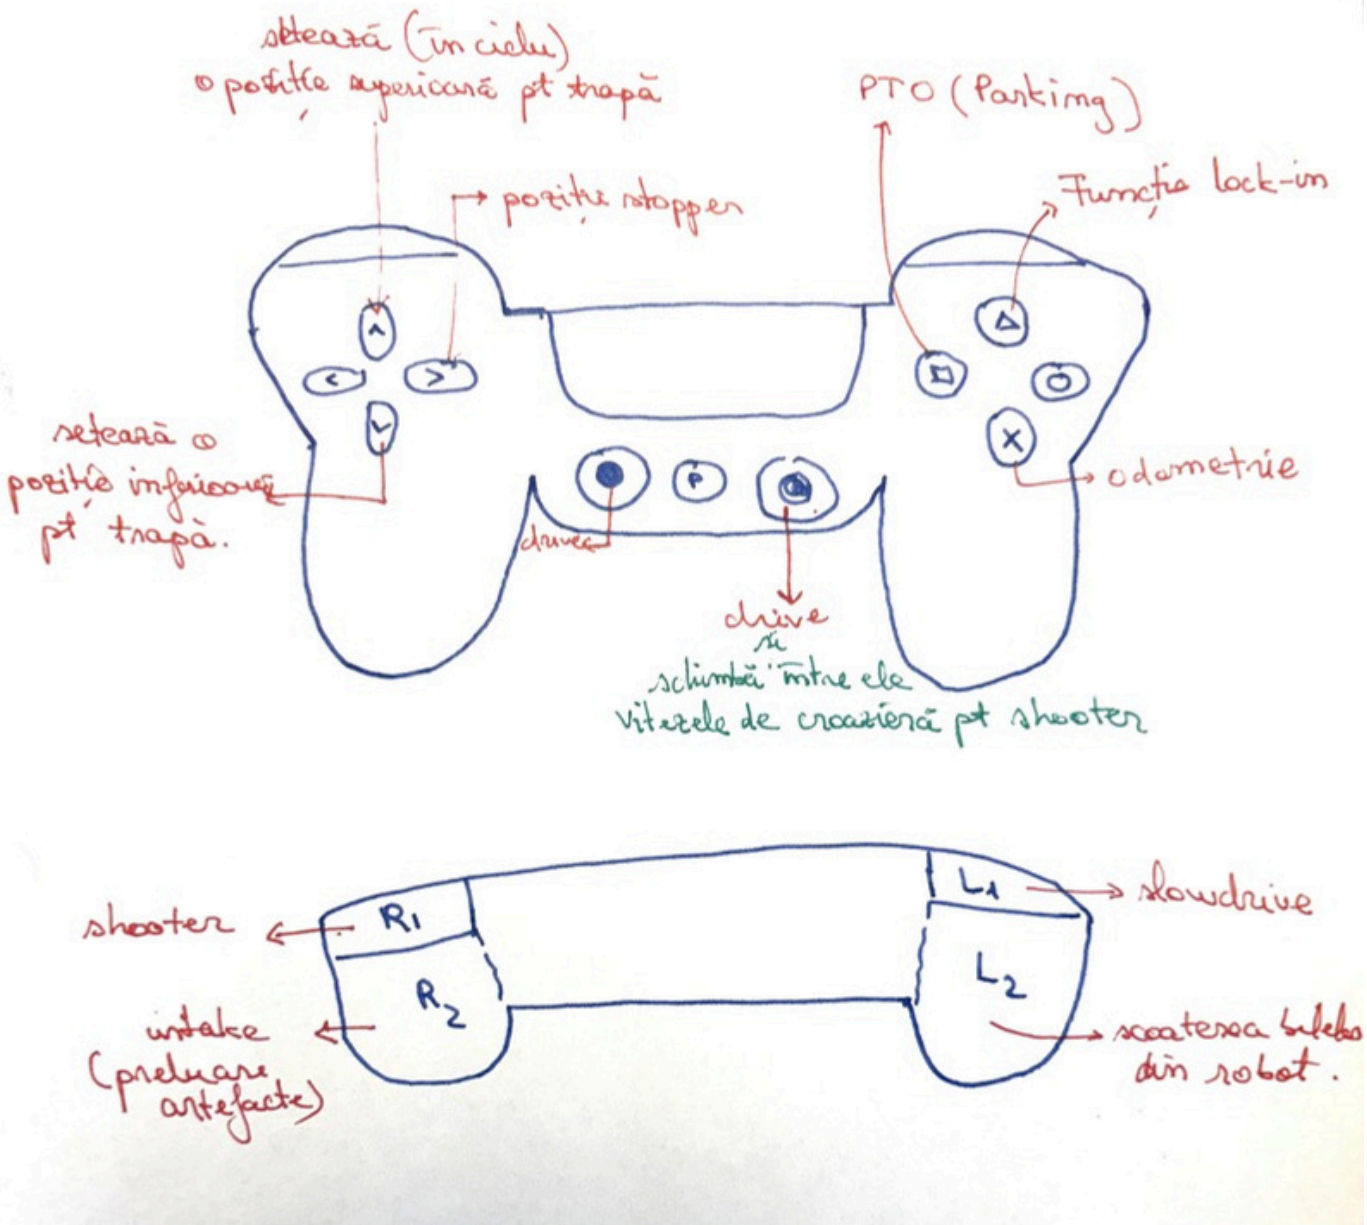 setează (în ciclu)
o poziție superioară pt trapă
PTO (Parking)
Funcția lock-in
poziție stopper
setează o
poziție inferioară
pt trapă.
P
odometrie
drive
drive
și
schimbă între ele
vitezele de croazieră pt shooter
L1
slowdrive
R1
shooter
L2
R2
intake
(preluare
artefacte)
scoaterea bilelor
din robot.